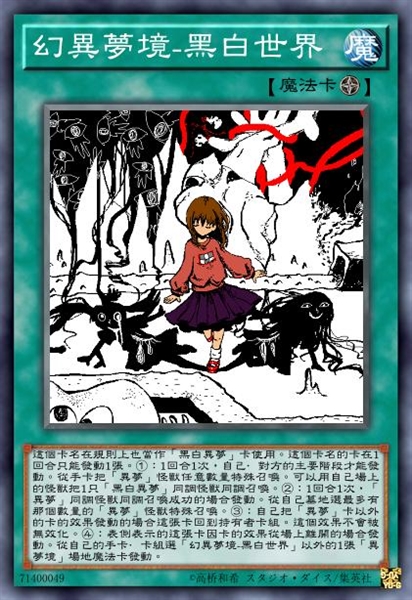 幻異夢境-黑白世界
魔
【魔法卡】
這個卡名在規則上也當作「黑白異夢」卡使用。這個卡名的卡在1
回合只能發動1張。①：1回合1次，自己·對方的主要階段才能發
動。從手卡把「異夢」怪獸任意數量特殊召喚。可以用自己場上
的怪獸把1只「黑白異夢」同調怪獸同調召喚。②：1回合1次，「
異夢」同調怪獸同調召喚成功的場合發動。從自己墓地選最多有
那個數量的「異夢」怪獸特殊召喚。③：自己把「異夢」卡以外
的卡的效果發動的場合這張卡回到持有者卡組。這個效果不會被
無效化。④：表側表示的這張卡因卡的效果從場上離開的場合發
動。從自己的手卡·卡組選「幻異夢境-黑白世界」以外的1張「異
夢境」場地魔法卡發動。
71400049
©高橋和希 スタジオ・ダイス/集英社